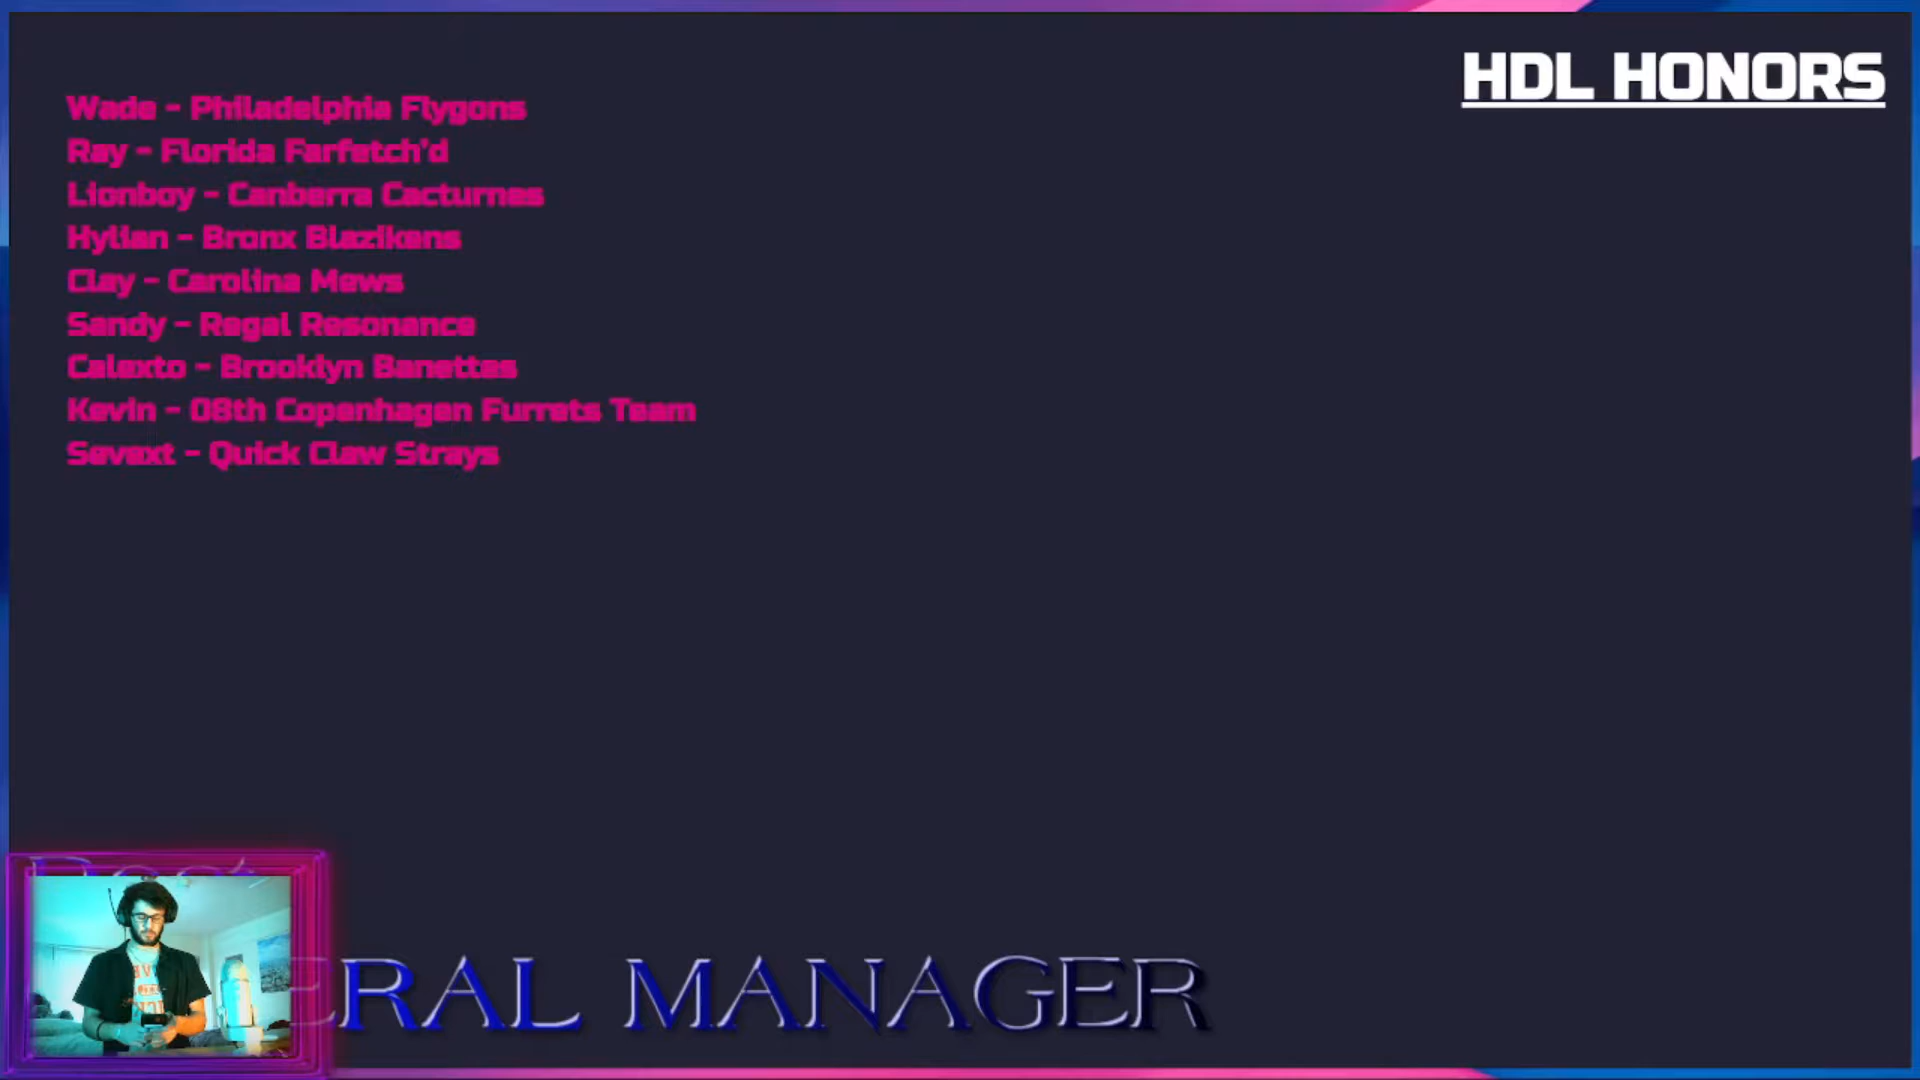 HDL HONORS
Wade - Philadelphia Flygons
Ray - Florida Farfetch'd
Lionboy - Canberra Cacturnes
Hylian - Bronx Blazikens
Clay - Carolina Mews
Sandy - Regal Resonance
Calexto - Brooklyn Banettes
Kevin - 08th Copenhagen Furrets Team
Sevext - Quick Claw Strays
ERAL MANAGER